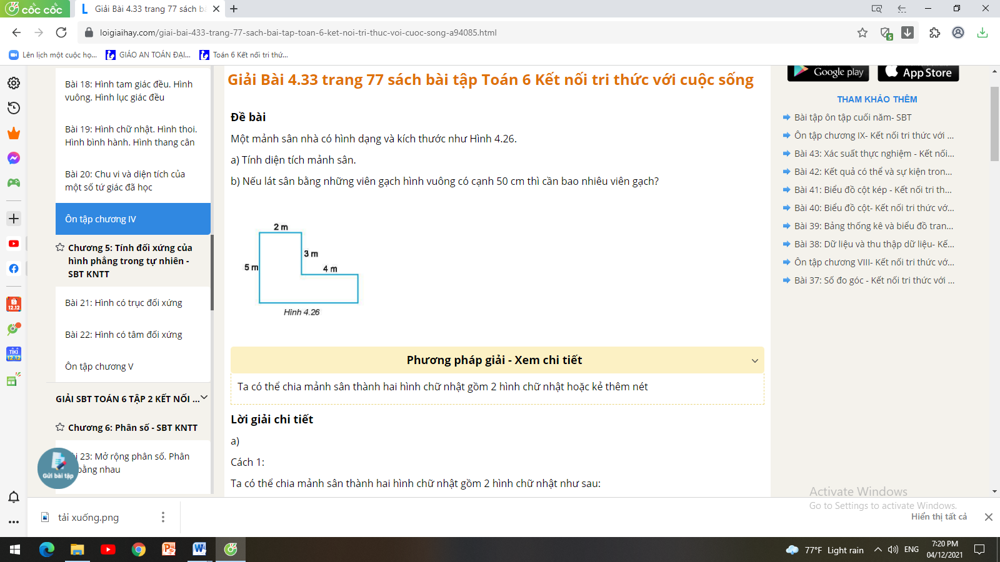 cốc cốc
Giải Bài 4.33 trang 77 sách bà
loigiaihay.com/giai-bai-433-trang-77-sach-bai-tap-toan-6-ket-noi-tri-thuc-voi-cuoc-song-a94085.html
5
Lên lịch một cuộc họ...
GIÁO AN TOÁN ĐẠI...
Toán 6 Kết nối tri thứ...
Bài 18: Hình tam giác đều. Hình
vuông. Hình lục giác đều
Bài 19: Hình chữ nhật. Hình thoi.
Hình bình hành. Hình thang cân
Bài 20: Chu vi và diện tích của
một số tứ giác đã học
Ôn tập chương IV
Chương 5: Tính đối xứng của
hình phẳng trong tự nhiên -
SBT KNTT
Bài 21: Hình có trục đối xứng
Bài 22: Hình có tâm đối xứng
Ôn tập chương V
GIẢI SBT TOÁN 6 TẬP 2 KẾT NỐI ...
Chương 6: Phân số - SBT KNTT
23: Mở rộng phân số. Phân
bằng nhau
Gửi bài tập
12.12
TIKI
12.12
Giải Bài 4.33 trang 77 sách bài tập Toán 6 Kết nối tri thức với cuộc sống
Đề bài
Một mảnh sân nhà có hình dạng và kích thước như Hình 4.26.
a) Tính diện tích mảnh sân.
b) Nếu lát sân bằng những viên gạch hình vuông có cạnh 50 cm thì cần bao nhiêu viên gạch?
2 m
3 m
5 m
4 m
Hình 4.26
Phương pháp giải - Xem chi tiết
Ta có thể chia mảnh sân thành hai hình chữ nhật gồm 2 hình chữ nhật hoặc kẻ thêm nét
Lời giải chi tiết
a)
Cách 1:
Ta có thể chia mảnh sân thành hai hình chữ nhật gồm 2 hình chữ nhật như sau:
Google play
App Store
THAM KHẢO THÊM
Bài tập ôn tập cuối năm- SBT
Ôn tập chương IX- Kết nối tri thức với ...
Bài 43: Xác suất thực nghiệm - Kết nối...
Bài 42: Kết quả có thể và sự kiện tron...
Bài 41: Biểu đồ cột kép - Kết nối tri th...
Bài 40: Biểu đồ cột- Kết nối tri thức vớ...
Bài 39: Bảng thống kê và biểu đồ tran...
Bài 38: Dữ liệu và thu thập dữ liệu- Kế...
Ôn tập chương VIII- Kết nối tri thức vớ...
Bài 37: Số đo góc - Kết nối tri thức với ...
Activate Windows
Go to Settings to activate Windows.
tải xuống.png
Hiển thị tất cả
77°F Light rain
ENG
7:20 PM
04/12/2021